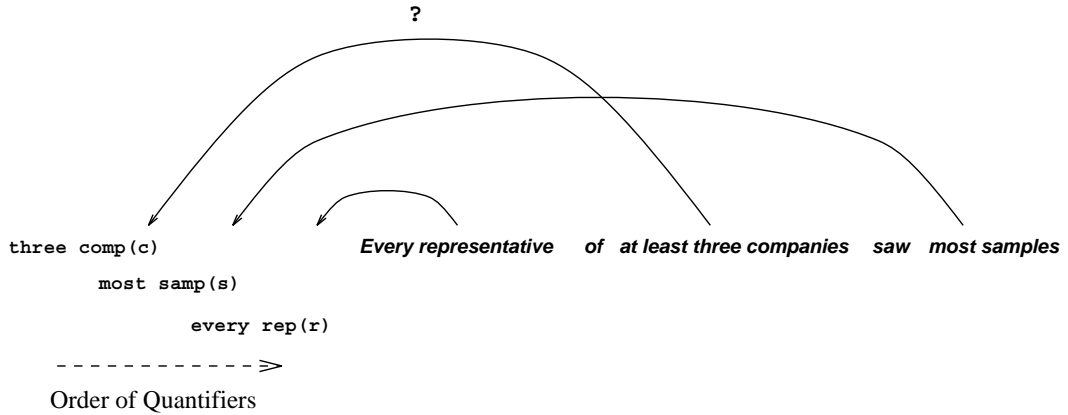 ?
three comp(c) Every representative of at least three companies saw most samples
most samp(s)
every rep(r)
Order of Quantifiers